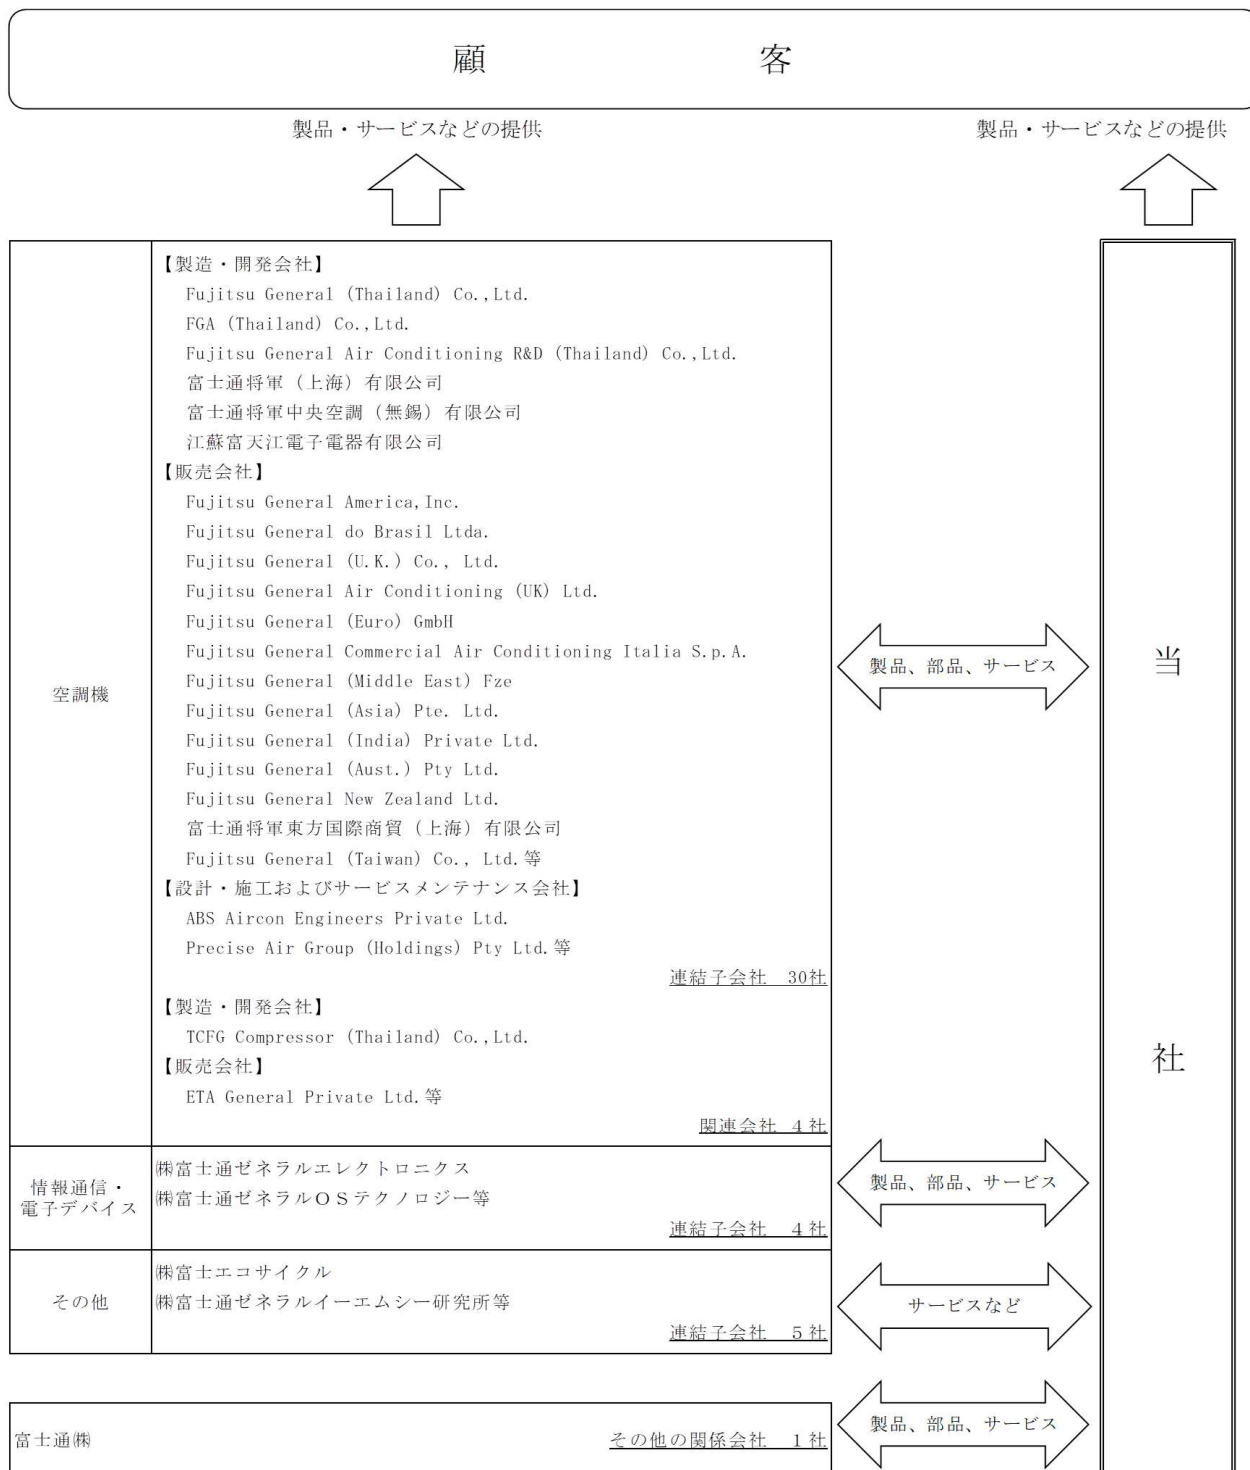 顧客
製品・サービスなどの提供
製品・サービスなどの提供
空調機
【製造・開発会社】
Fujitsu General (Thailand) Co.,Ltd.
FGA (Thailand) Co.,Ltd.
Fujitsu General Air Conditioning R&D (Thailand) Co.,Ltd.
富士通将軍（上海）有限公司
富士通将軍中央空調（無錫）有限公司
江蘇富天江電子電器有限公司
【販売会社】
Fujitsu General America,Inc.
Fujitsu General do Brasil Ltda.
Fujitsu General (U.K.) Co., Ltd.
Fujitsu General Air Conditioning (UK) Ltd.
Fujitsu General (Euro) GmbH
Fujitsu General Commercial Air Conditioning Italia S.p.A.
Fujitsu General (Middle East) Fze
Fujitsu General (Asia) Pte. Ltd.
Fujitsu General (India) Private Ltd.
Fujitsu General (Aust.) Pty Ltd.
Fujitsu General New Zealand Ltd.
富士通将軍東方国際商貿（上海）有限公司
Fujitsu General (Taiwan) Co., Ltd.等
【設計・施工およびサービスメンテナンス会社】
ABS Aircon Engineers Private Ltd.
Precise Air Group (Holdings) Pty Ltd.等
連結子会社　30社
【製造・開発会社】
TCFG Compressor (Thailand) Co.,Ltd.
【販売会社】
ETA General Private Ltd.等
関連会社 ４社
製品、部品、サービス
情報通信・
電子デバイス
㈱富士通ゼネラルエレクトロニクス
㈱富士通ゼネラルＯＳテクノロジー等
連結子会社　４社
製品、部品、サービス
その他
㈱富士エコサイクル
㈱富士通ゼネラルイーエムシー研究所等
連結子会社　５社
サービスなど
富士通㈱
その他の関係会社　１社
製品、部品、サービス
当社